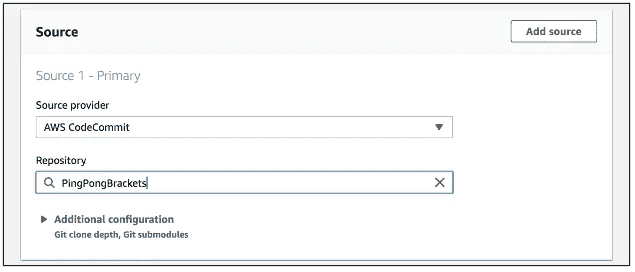 Source
Add source
Source 1 - Primary
Source provider
AWS CodeCommit
Repository
PingPongBrackets
Additional configuration
Git clone depth, Git submodules